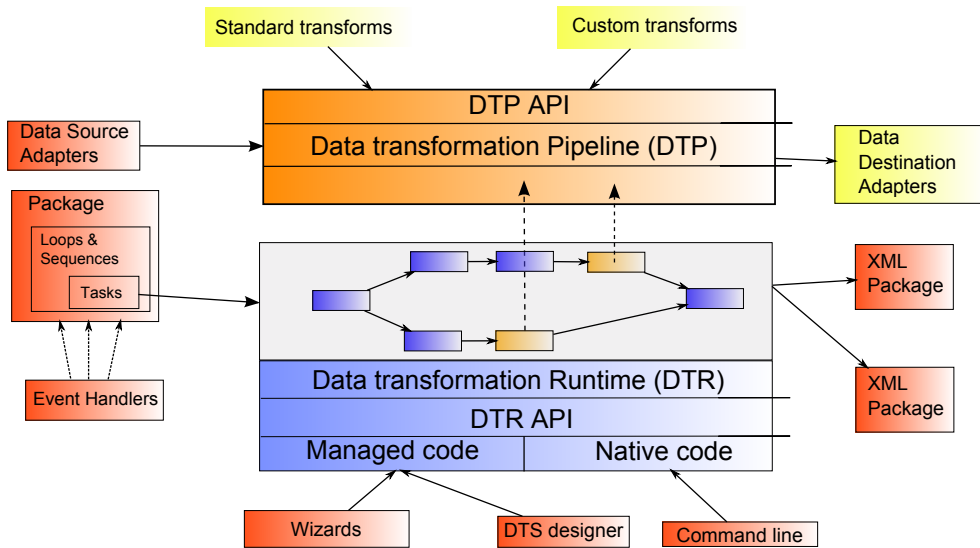 Standard transforms
Custom transforms
DTP API
Data Source
Adapters
Data transformation Pipeline (DTP)
Data
Destination
Adapters
Package
Loops &
Sequences
Tasks
XML
Package
Event Handlers
Data transformation Runtime (DTR)
XML
Package
DTR API
Managed code
Native code
Wizards
DTS designer
Command line